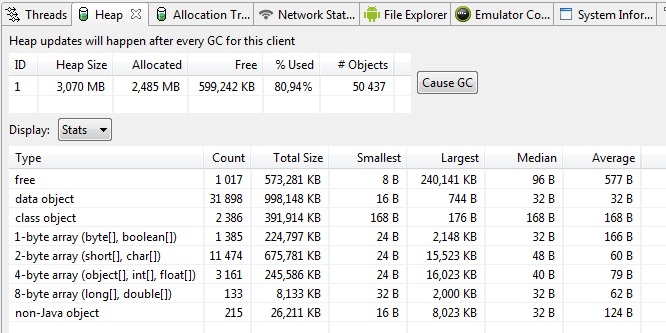 Threads Heap Allocation Tr... Network Stat... File Explorer Emulator Co... System Infor...
Heap updates will happen after every GC for this client
ID Heap Size Allocated Free % Used # Objects
1 3,070 MB 2,485 MB 599,242 KB 80,94% 50 437
Cause GC
Display: Stats
Type Count Total Size Smallest Largest Median Average
free 1 017 573,281 KB 8 B 240,141 KB 96 B 577 B
data object 31 898 998,148 KB 16 B 744 B 32 B 32 B
class object 2 386 391,914 KB 168 B 176 B 168 B 168 B
1-byte array (byte[], boolean[]) 1 385 224,797 KB 24 B 2,148 KB 32 B 166 B
2-byte array (short[], char[]) 11 474 675,781 KB 24 B 15,523 KB 48 B 60 B
4-byte array (object[], int[], float[]) 3 161 245,586 KB 24 B 16,023 KB 40 B 79 B
8-byte array (long[], double[]) 133 8,133 KB 32 B 2,000 KB 32 B 62 B
non-Java object 215 26,211 KB 16 B 8,023 KB 32 B 124 B